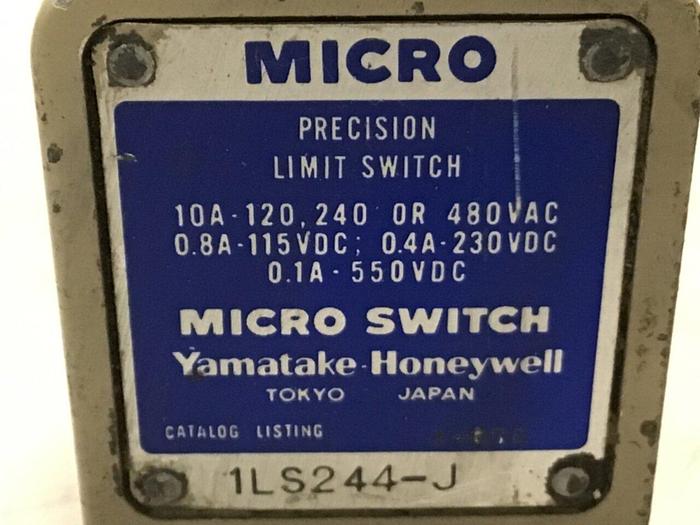 MICRO
PRECISION
LIMIT SWITCH
10A-120, 240 OR 480VAC
0.8A-115VDC; 0.4A-230VDC
0.1A-550VDC
MICRO SWITCH
Yamatake-Honeywell
TOKYO JAPAN
CATALOG LISTING
1LS244-J